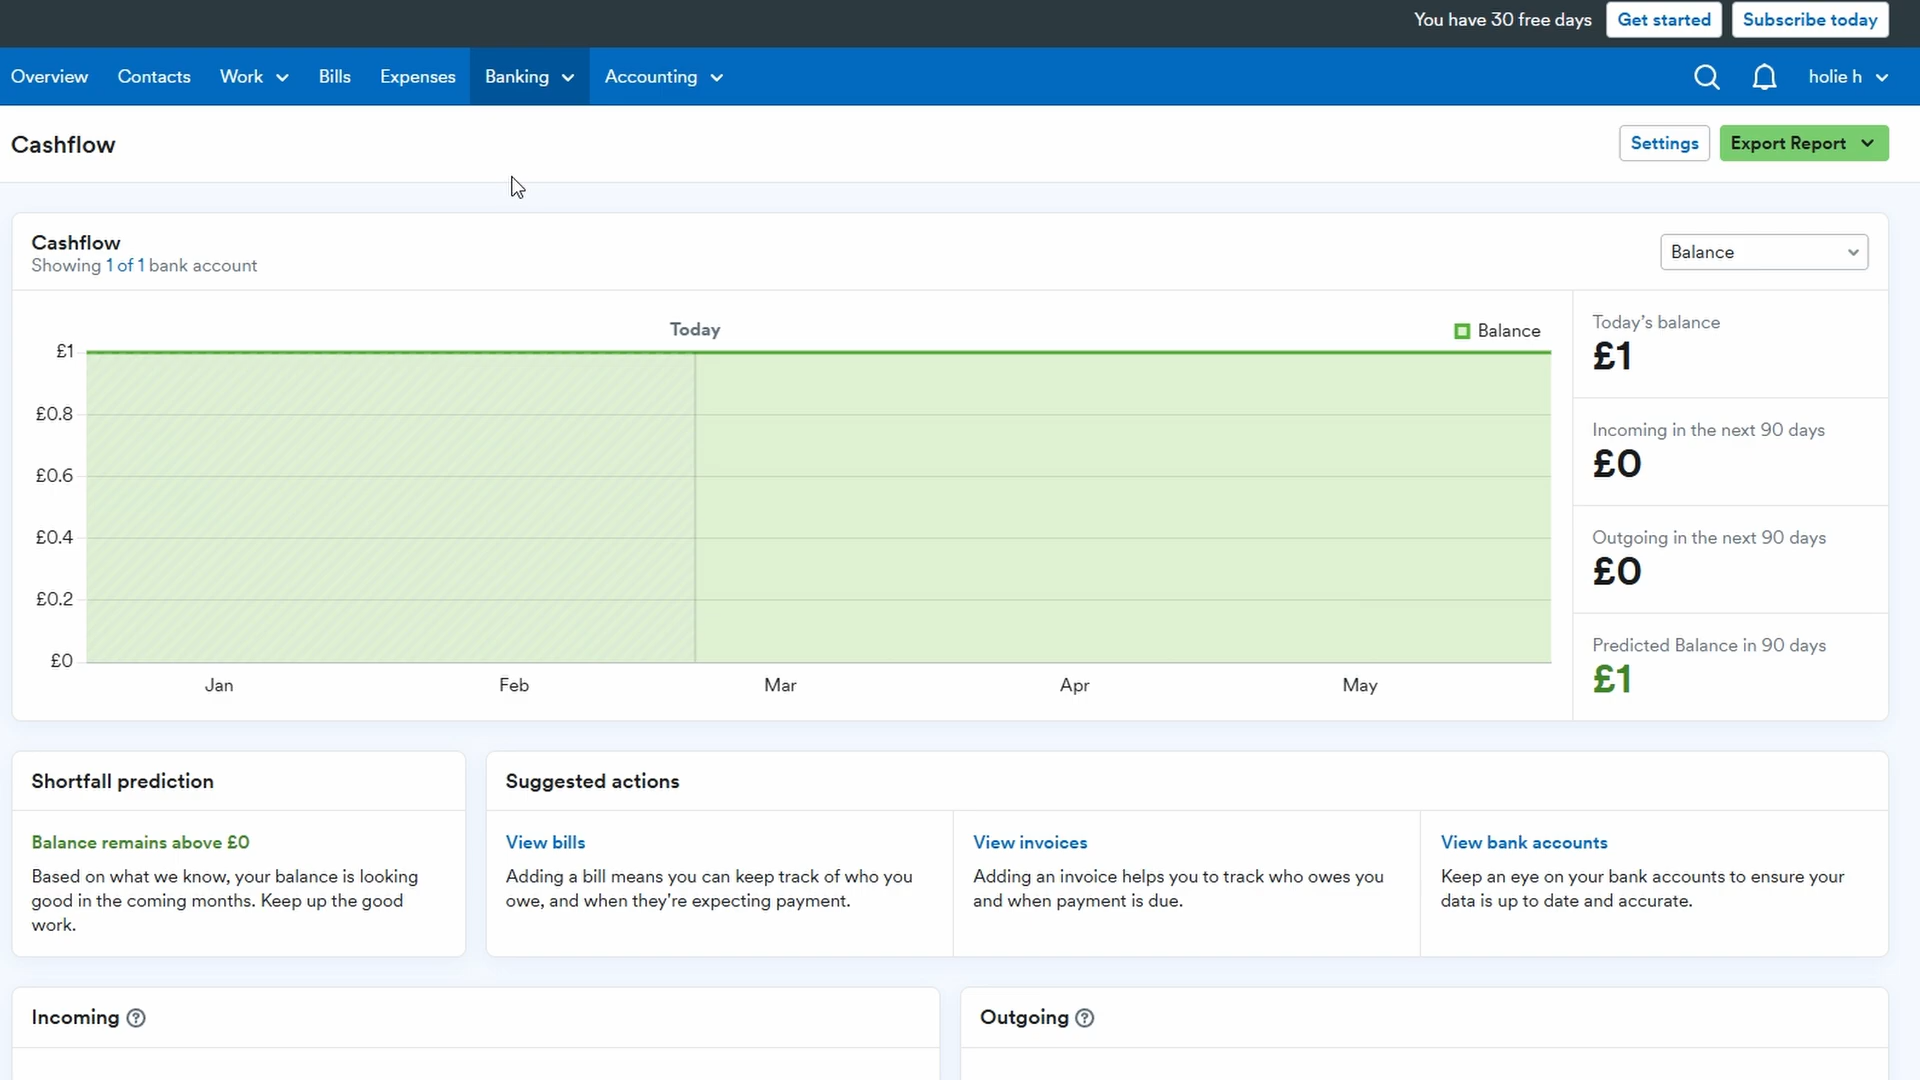 You have 30 free days Get started Subscribe today
Overview Contacts Work Bills Expenses Banking Accounting holie h
Cashflow Settings Export Report
Cashflow
Showing 1 of 1 bank account
Balance
Today
Balance
£1
£0.8
£0.6
£0.4
£0.2
£0
Jan Feb Mar Apr May
Today's balance
£1
Incoming in the next 90 days
£0
Outgoing in the next 90 days
£0
Predicted Balance in 90 days
£1
Shortfall prediction
Balance remains above £0
Based on what we know, your balance is looking
good in the coming months. Keep up the good
work.
Suggested actions
View bills
Adding a bill means you can keep track of who you
owe, and when they're expecting payment.
View invoices
Adding an invoice helps you to track who owes you
and when payment is due.
View bank accounts
Keep an eye on your bank accounts to ensure your
data is up to date and accurate.
Incoming ?
Outgoing ?